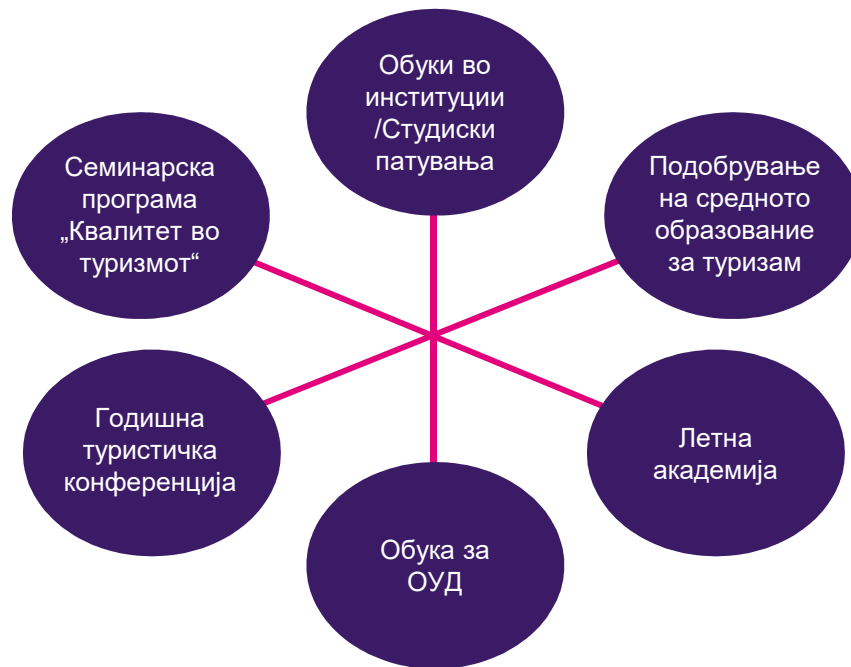 Обуки во
институции
/Студиски
патувања
Семинарска
програма
„Квалитет во
туризмот“
Подобрување
на средното
образование
за туризам
Годишна
туристичка
конференција
Летна
академија
Обука за
ОУД